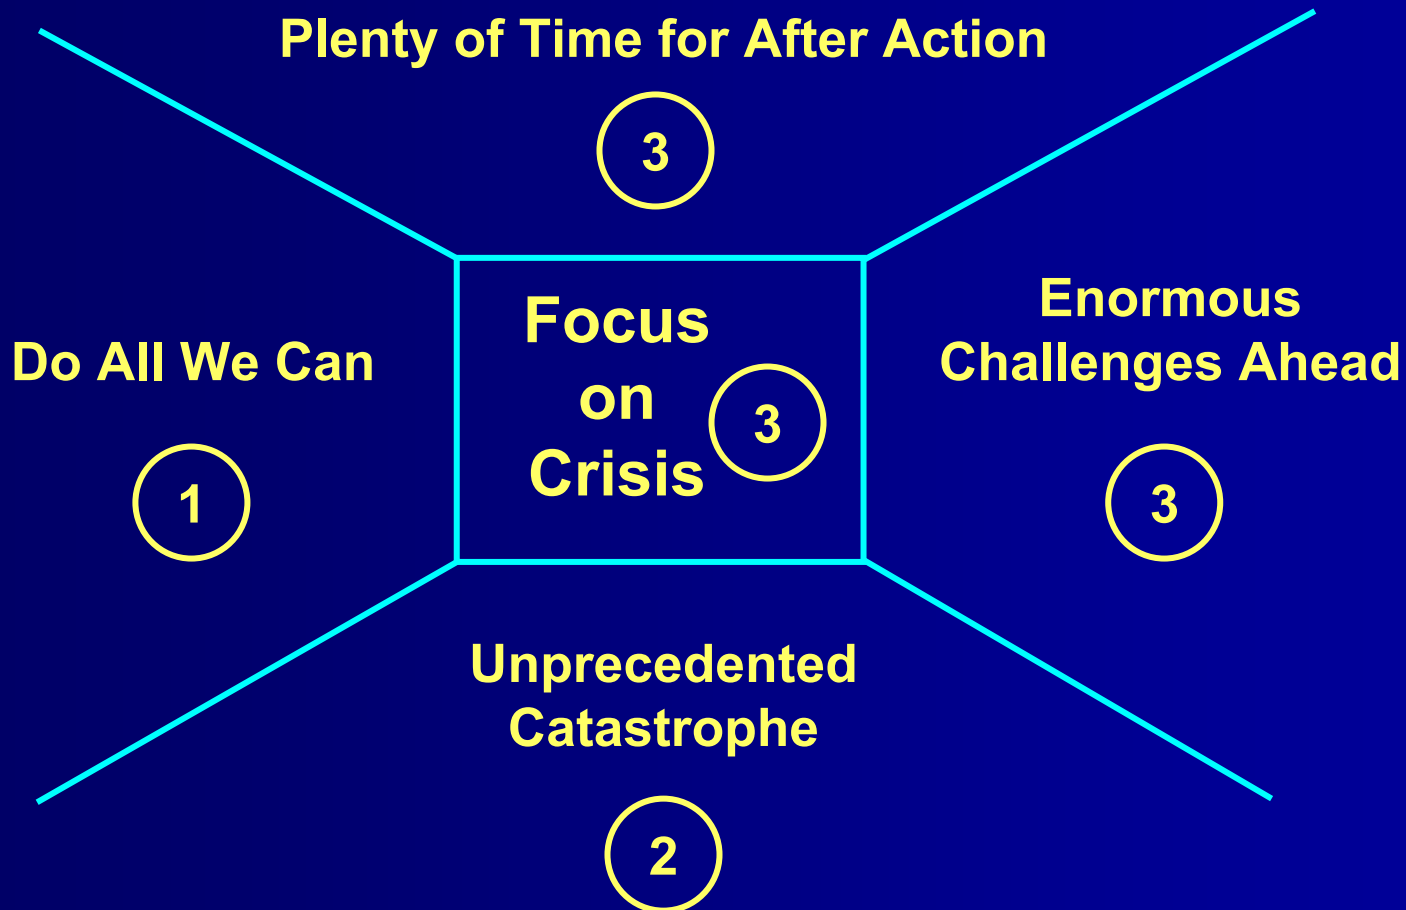 Plenty of Time for After Action
3
Do All We Can
1
Focus
on
Crisis
3
Enormous
Challenges Ahead
3
Unprecedented
Catastrophe
2